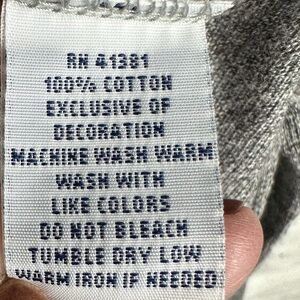 RN 41381
100% COTTON
EXCLUSIVE OF
DECORATION
MACHINE WASH WARM
WASH WITH
LIKE COLORS
DO NOT BLEACH
TUMBLE DRY LOW
WARM IRON IF NEEDED